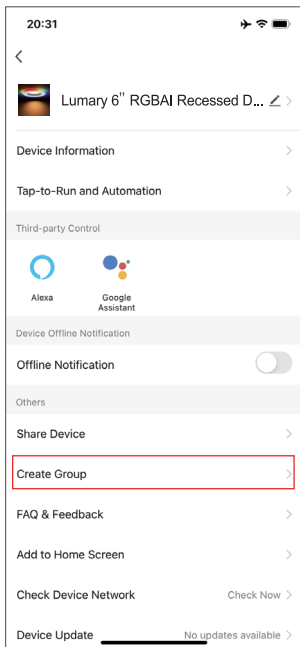 20:31
Lumary 6" RGBAI Recessed D...
Device Information
Tap-to-Run and Automation
Third-party Control
Alexa
Google
Assistant
Device Offline Notification
Offline Notification
Others
Share Device
Create Group
FAQ & Feedback
Add to Home Screen
Check Device Network Check Now
Device Update No updates available